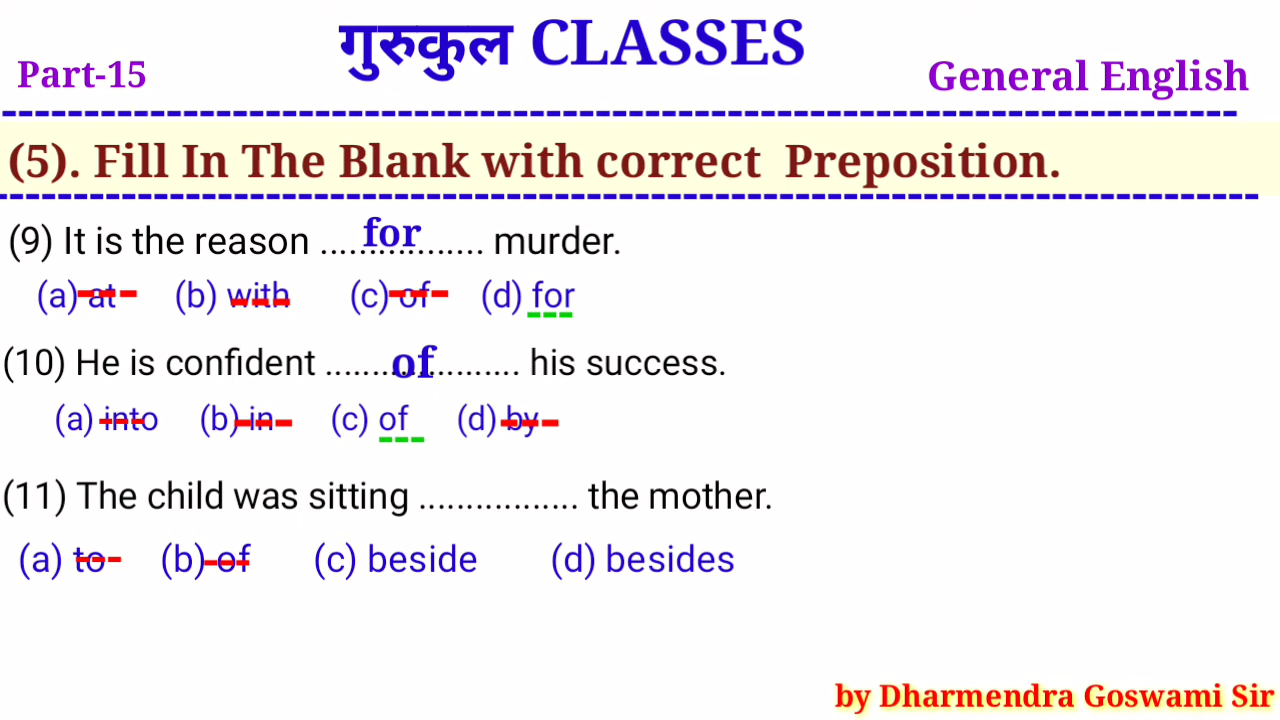 गुरुकुल CLASSES
Part-15
General English
(5). Fill In The Blank with correct Preposition.
(9) It is the reason ........for......... murder.
(a) at (b) with (c) of (d) for
(10) He is confident ........of........... his success.
(a) into (b) in (c) of (d) by
(11) The child was sitting ................. the mother.
(a) to (b) of (c) beside (d) besides
by Dharmendra Goswami Sir